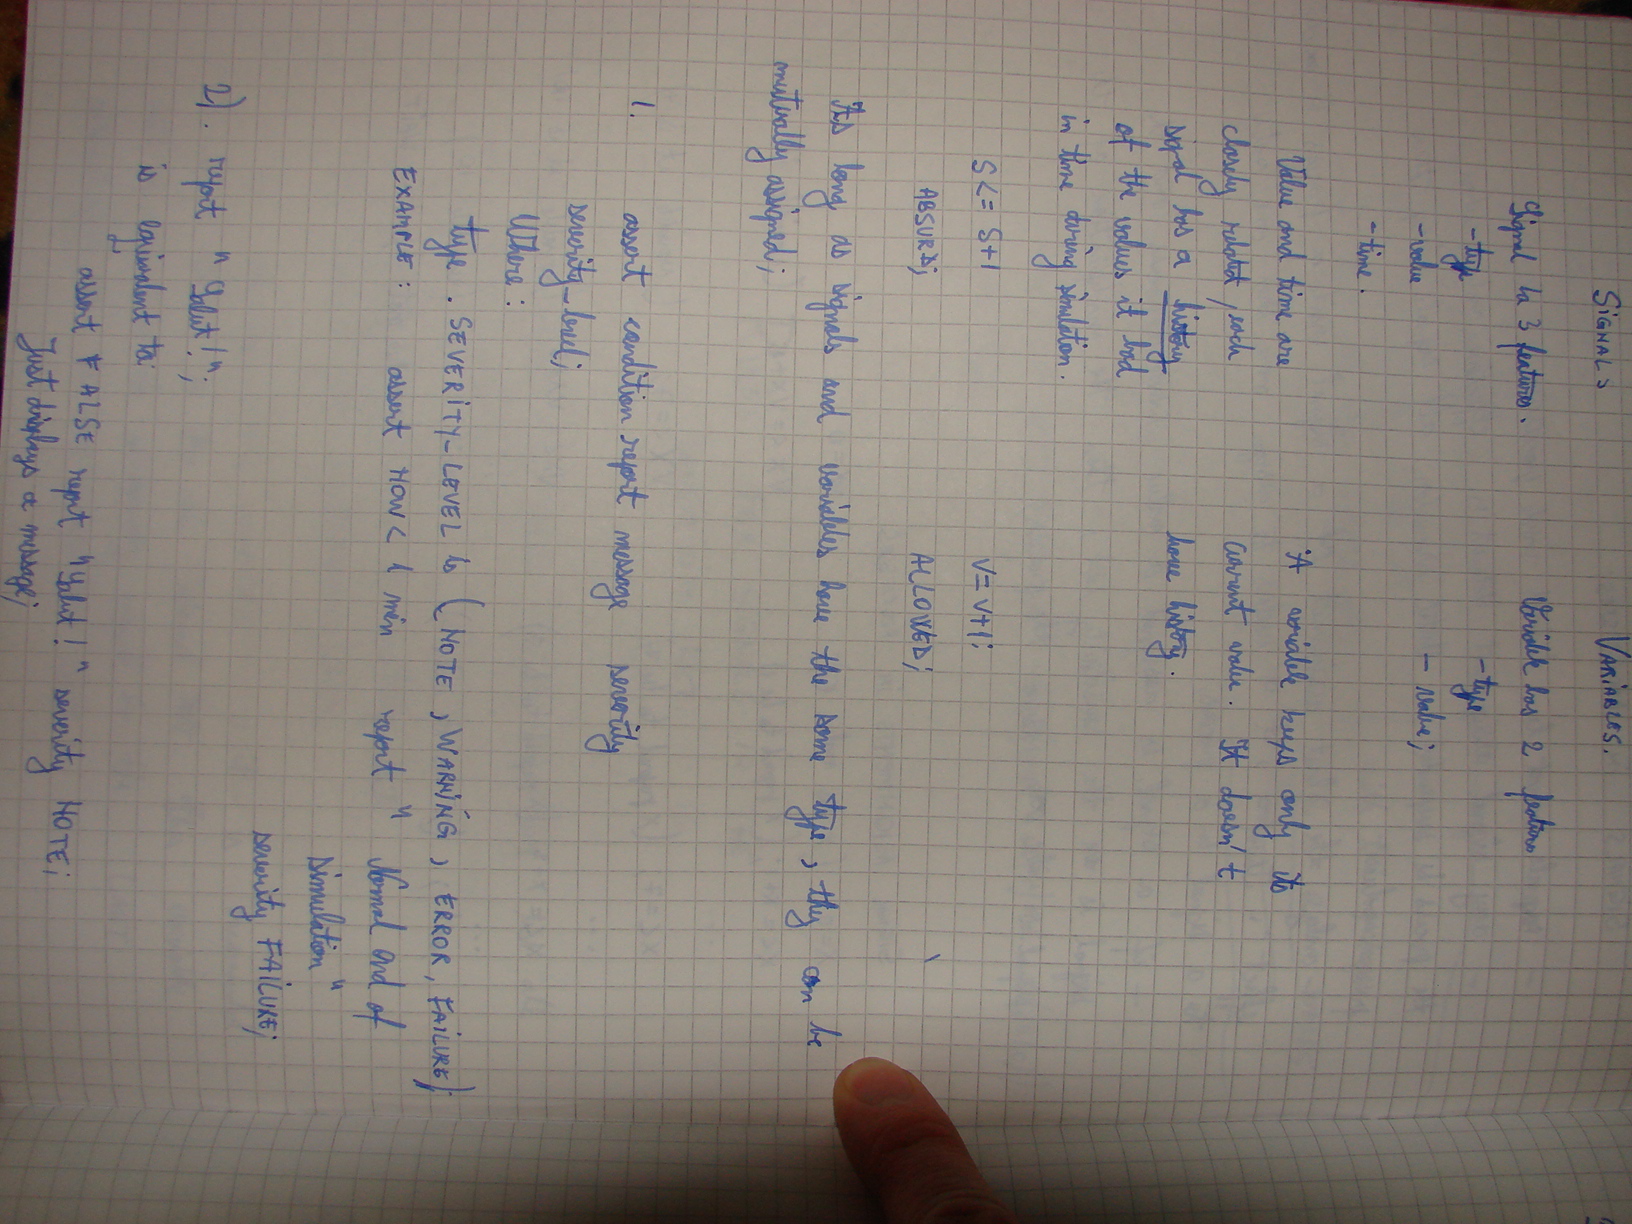 SIGNALS
VARIABLES.
Signal is 3 features.
Variable has 2 features
- type
- type
- value
- value;
- time.
Value and time are
A variable keeps only its
closely related, each
current value. It doesn't
signal has a history
have history.
of the values it had
in time during simulation.
S <= S+1
V = V+1;
ABSURD;
ALLOWED;
As long as signals and variables have the same type, they can be
mutually assigned;
1. assert condition report message severity
severity_level;
Where:
type. SEVERITY_LEVEL is (NOTE, WARNING, ERROR, FAILURE);
EXAMPLE: assert NOW < 1 min report " Normal end of
simulation"
severity FAILURE;
2). report "Salut!";
is equivalent to:
assert FALSE report "Salut!" severity NOTE;
Just displays a message;